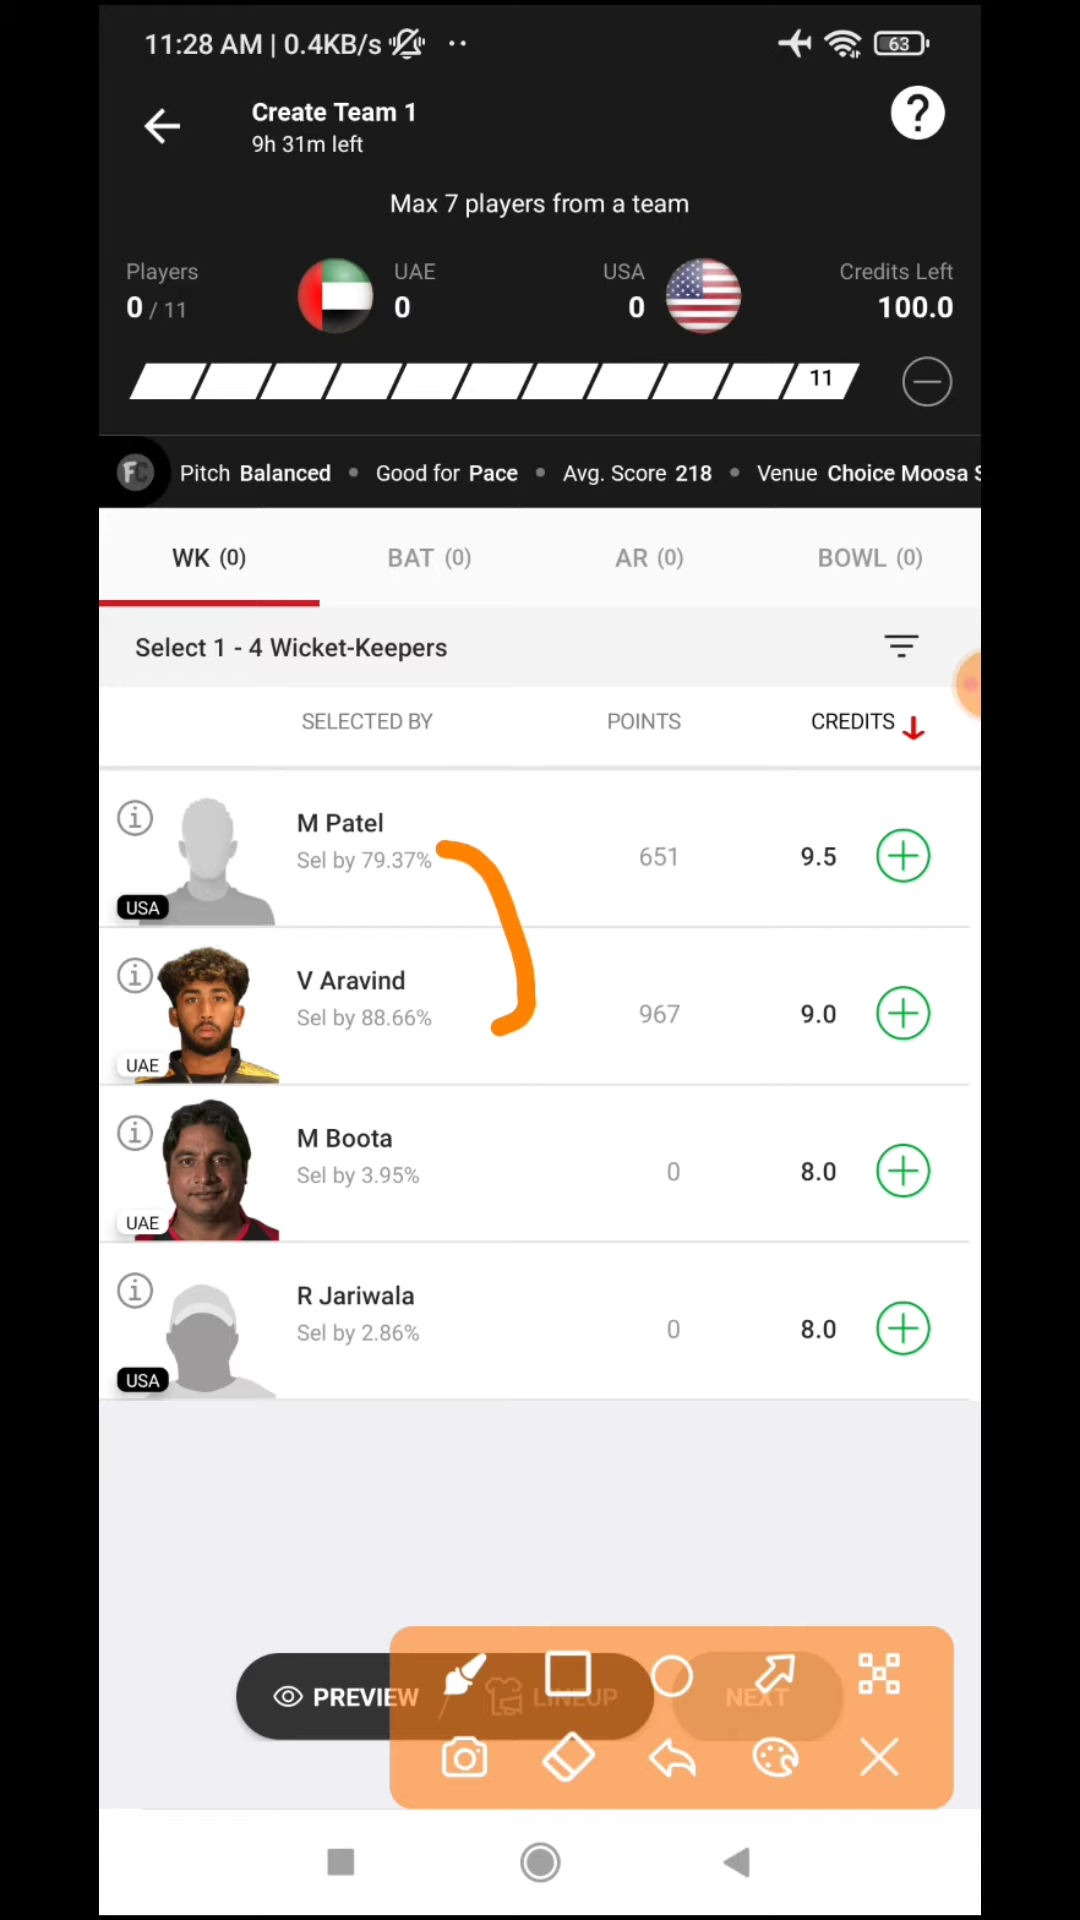 11:28 AM | 0.4KB/s
63
Create Team 1
9h 31m left
?
Max 7 players from a team
Players UAE USA Credits Left
0 / 11 0 0 100.0
11
FC Pitch Balanced • Good for Pace • Avg. Score 218 • Venue Choice Moosa S
WK (0) BAT (0) AR (0) BOWL (0)
Select 1 - 4 Wicket-Keepers
SELECTED BY POINTS CREDITS
M Patel
Sel by 79.37% 651 9.5
USA
V Aravind
Sel by 88.66% 967 9.0
UAE
M Boota
Sel by 3.95% 0 8.0
UAE
R Jariwala
Sel by 2.86% 0 8.0
USA
PREVIEW LINEUP NEXT